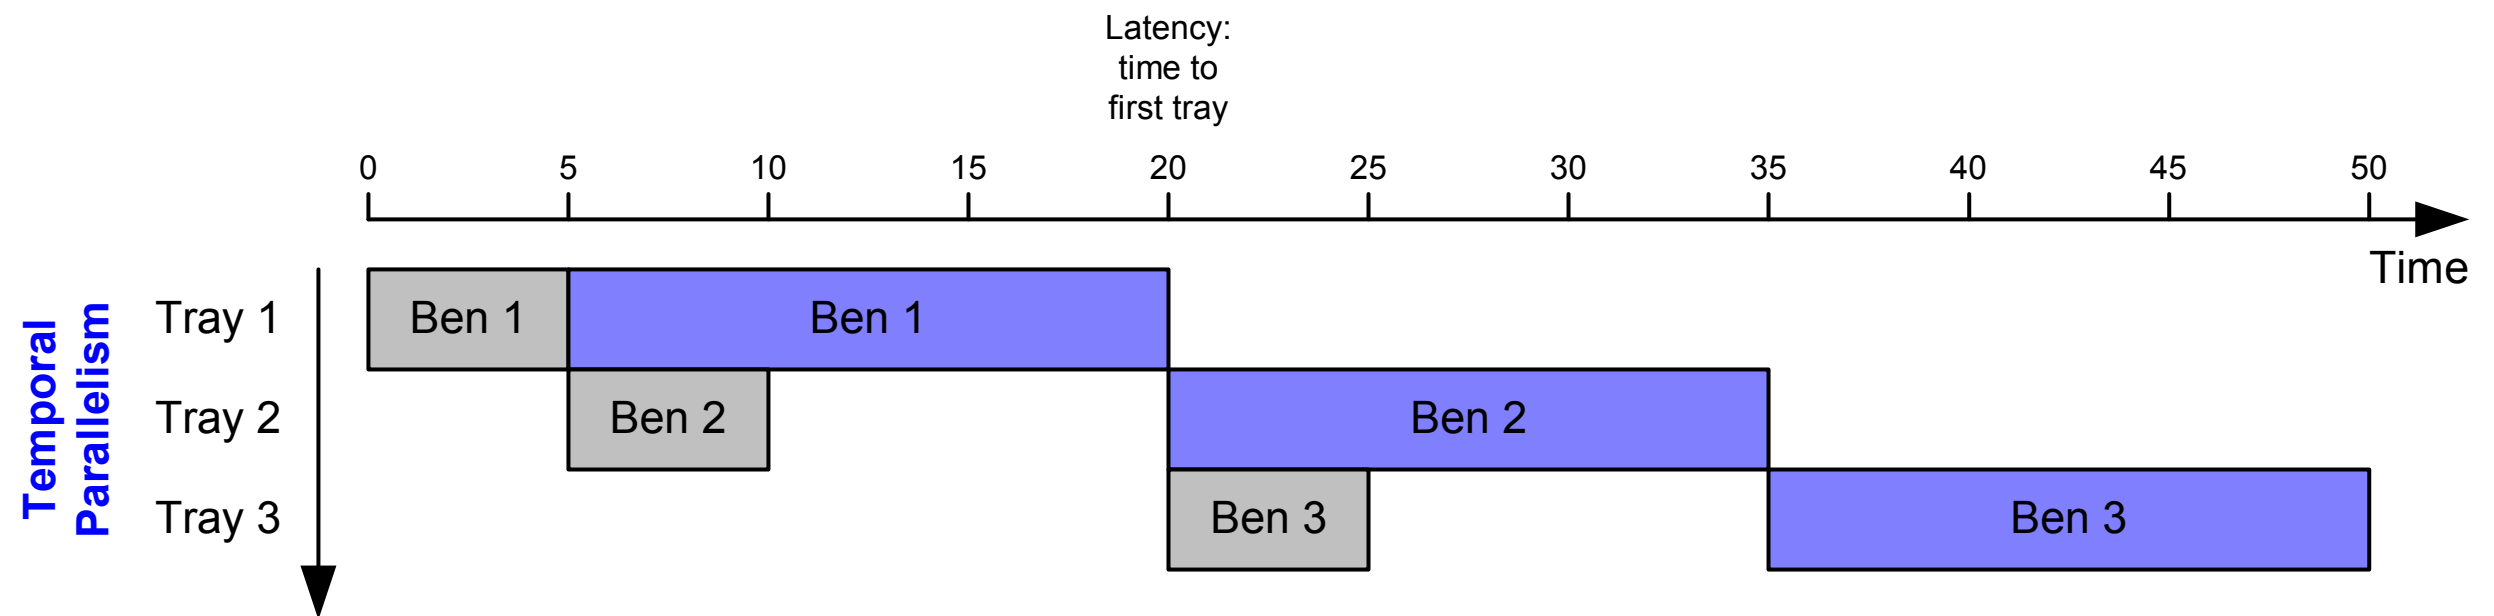 Latency:
time to
first tray
0 5 10 15 20 25 30 35 40 45 50
Time
Temporal
Parallelism
Tray 1 Ben 1 Ben 1
Tray 2 Ben 2 Ben 2
Tray 3 Ben 3 Ben 3